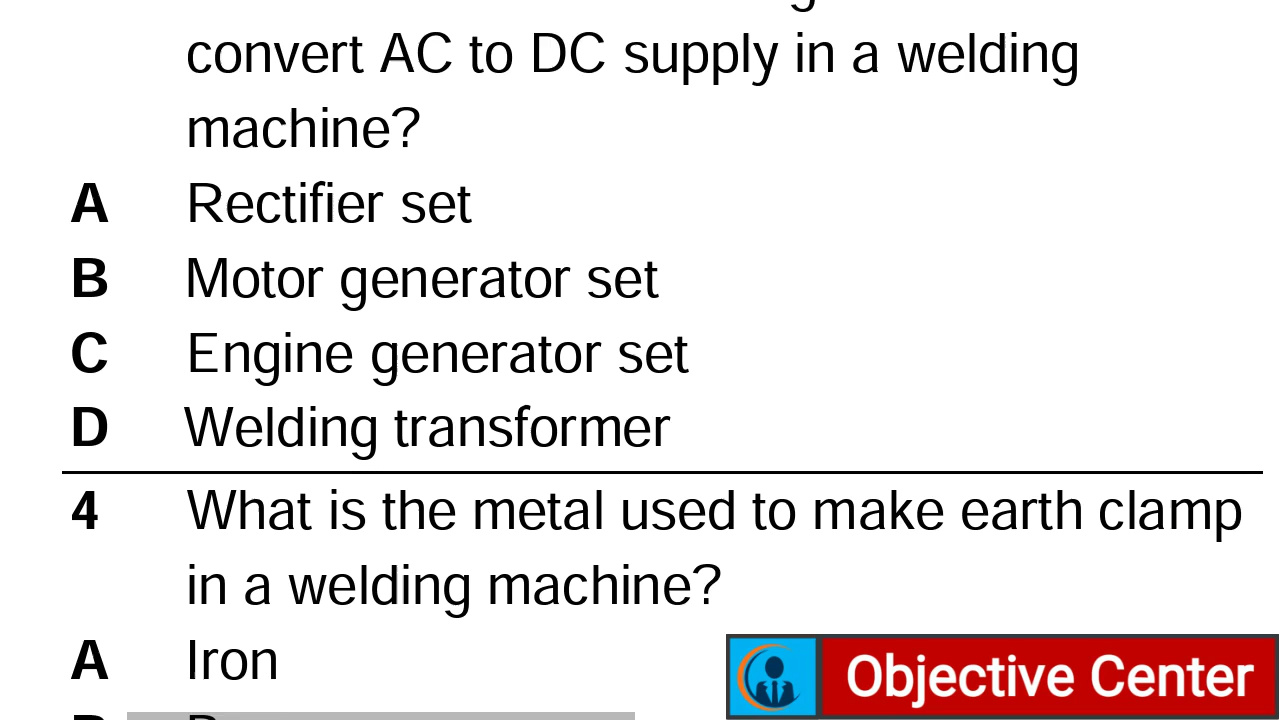 convert AC to DC supply in a welding
machine?
A Rectifier set
B Motor generator set
C Engine generator set
D Welding transformer
4 What is the metal used to make earth clamp
in a welding machine?
A Iron
Objective Center